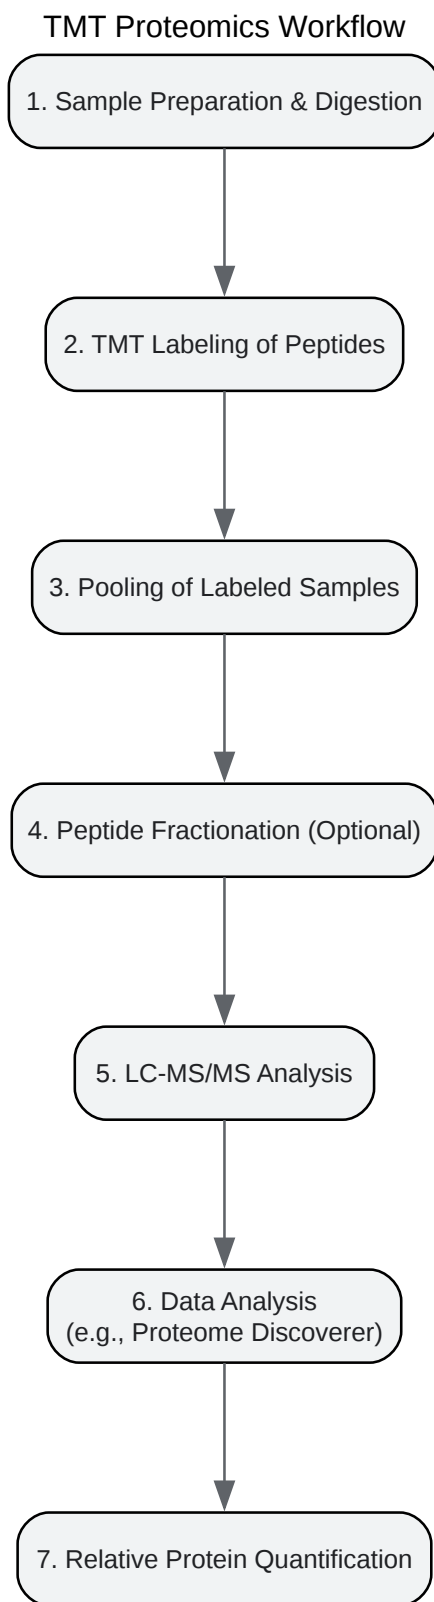 TMT Proteomics Workflow
1. Sample Preparation & Digestion
2. TMT Labeling of Peptides
3. Pooling of Labeled Samples
4. Peptide Fractionation (Optional)
5. LC-MS/MS Analysis
6. Data Analysis
(e.g., Proteome Discoverer)
7. Relative Protein Quantification